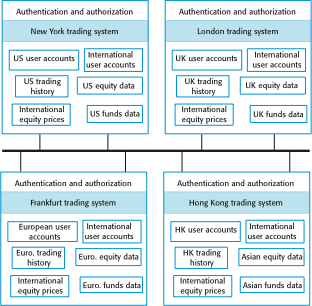 Authentication and authorization
New York trading system
US user accounts
International
user accounts
US trading
history
US equity data
International
equity prices
US funds data
Authentication and authorization
London trading system
UK user accounts
International
user accounts
UK trading
history
UK equity data
International
equity prices
UK funds data
Authentication and authorization
Frankfurt trading system
European user
accounts
International
user accounts
Euro. trading
history
Euro. equity data
International
equity prices
Euro. funds data
Authentication and authorization
Hong Kong trading system
HK user accounts
International
user accounts
HK trading
history
Asian equity data
International
equity prices
Asian funds data